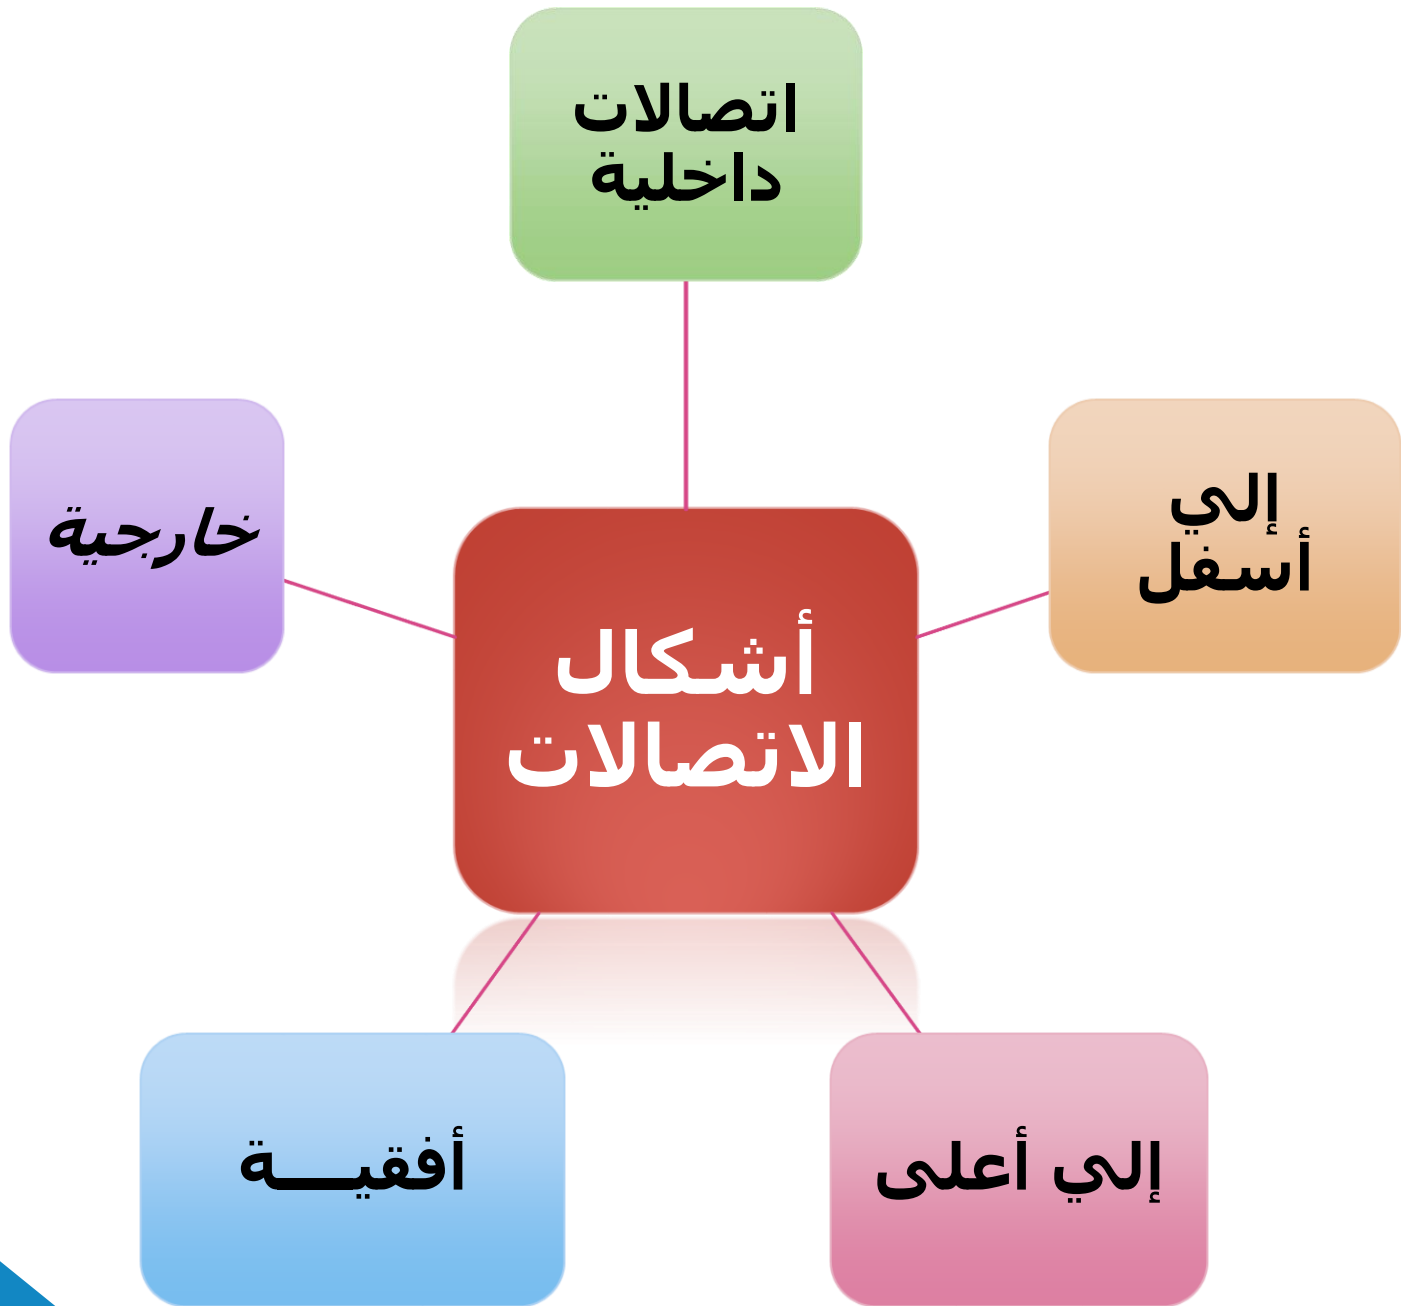 اتصالات
داخلية
إلي
أسفل
خارجية
أشكال
الاتصالات
إلي أعلى
أفقيـــة